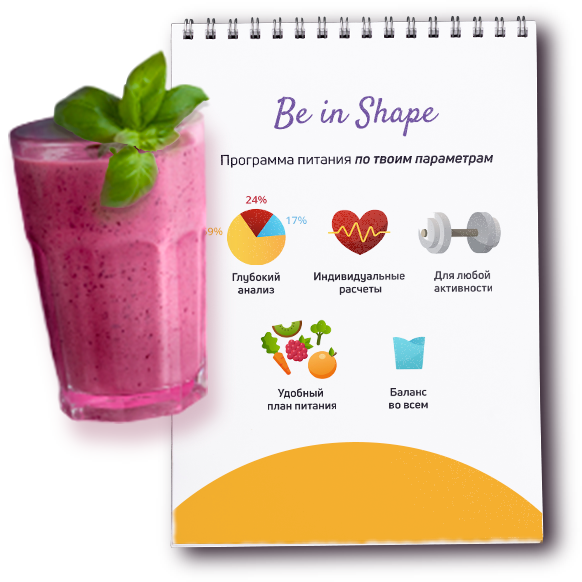 Be in Shape
Программа питания по твоим параметрам
24%
17%
9%
Глубокий
анализ
Индивидуальные
расчеты
Для любой
активности
Удобный
план питания
Баланс
во всем